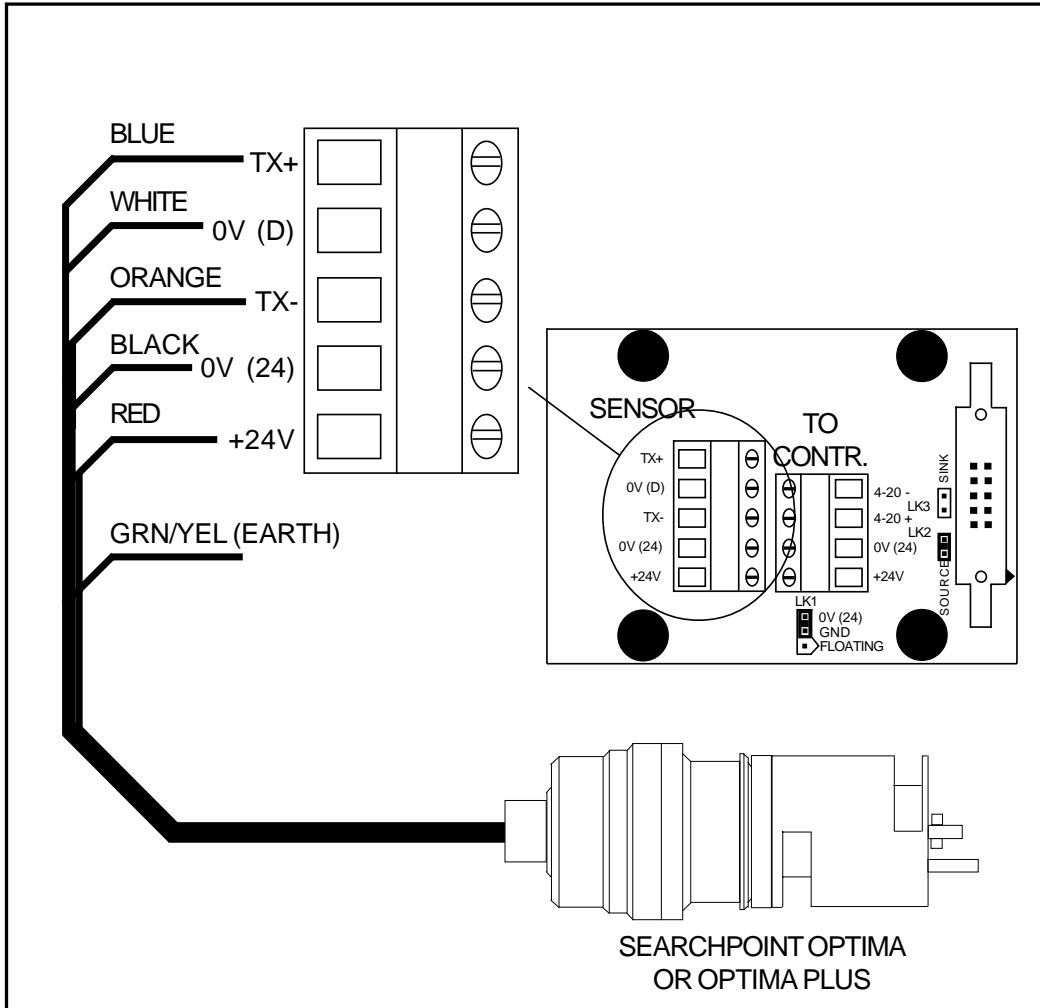 BLUE
TX+
WHITE
0V (D)
ORANGE
TX-
BLACK
0V (24)
RED
+24V
GRN/YEL (EARTH)
SENSOR
TO
CONTR.
TX+
0V (D)
TX-
0V (24)
+24V
4-20 -
4-20 +
0V (24)
+24V
LK3
SINK
LK2
SOURCE
LK1
0V (24)
GND
FLOATING
SEARCHPOINT OPTIMA
OR OPTIMA PLUS